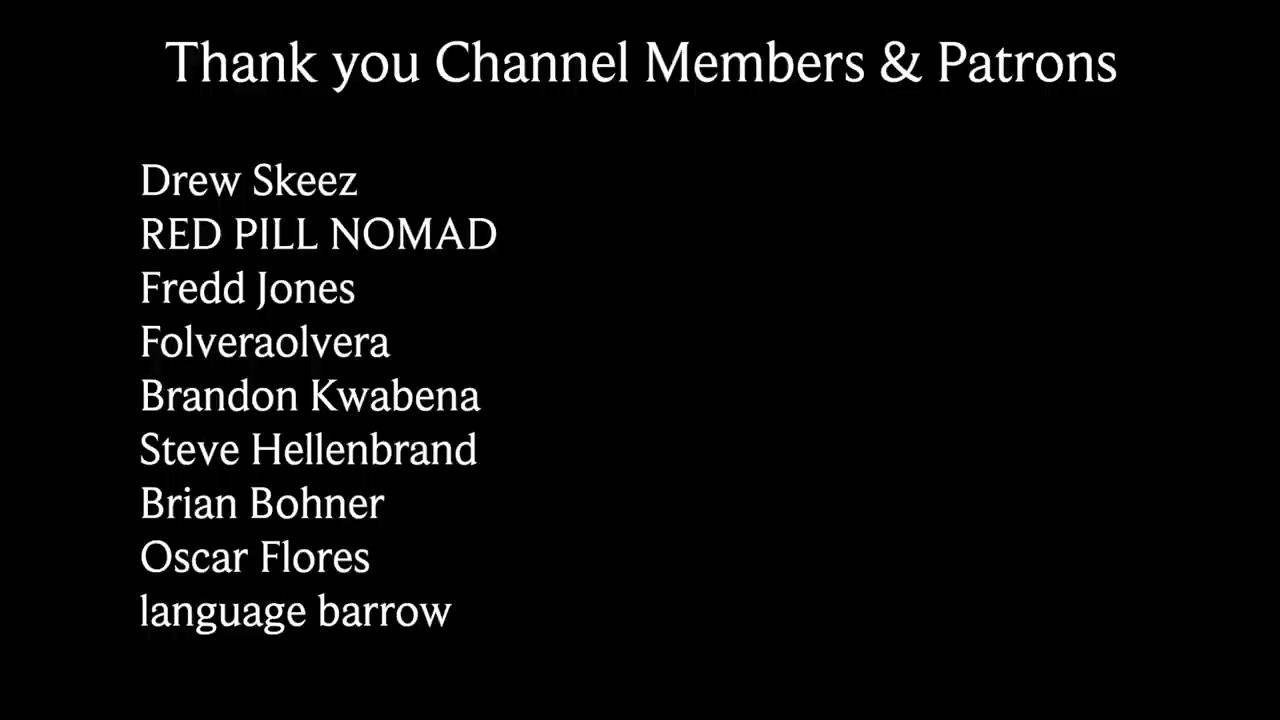 Thank you Channel Members & Patrons
Drew Skeez
RED PILL NOMAD
Fredd Jones
Folveraolvera
Brandon Kwabena
Steve Hellenbrand
Brian Bohner
Oscar Flores
language barrow